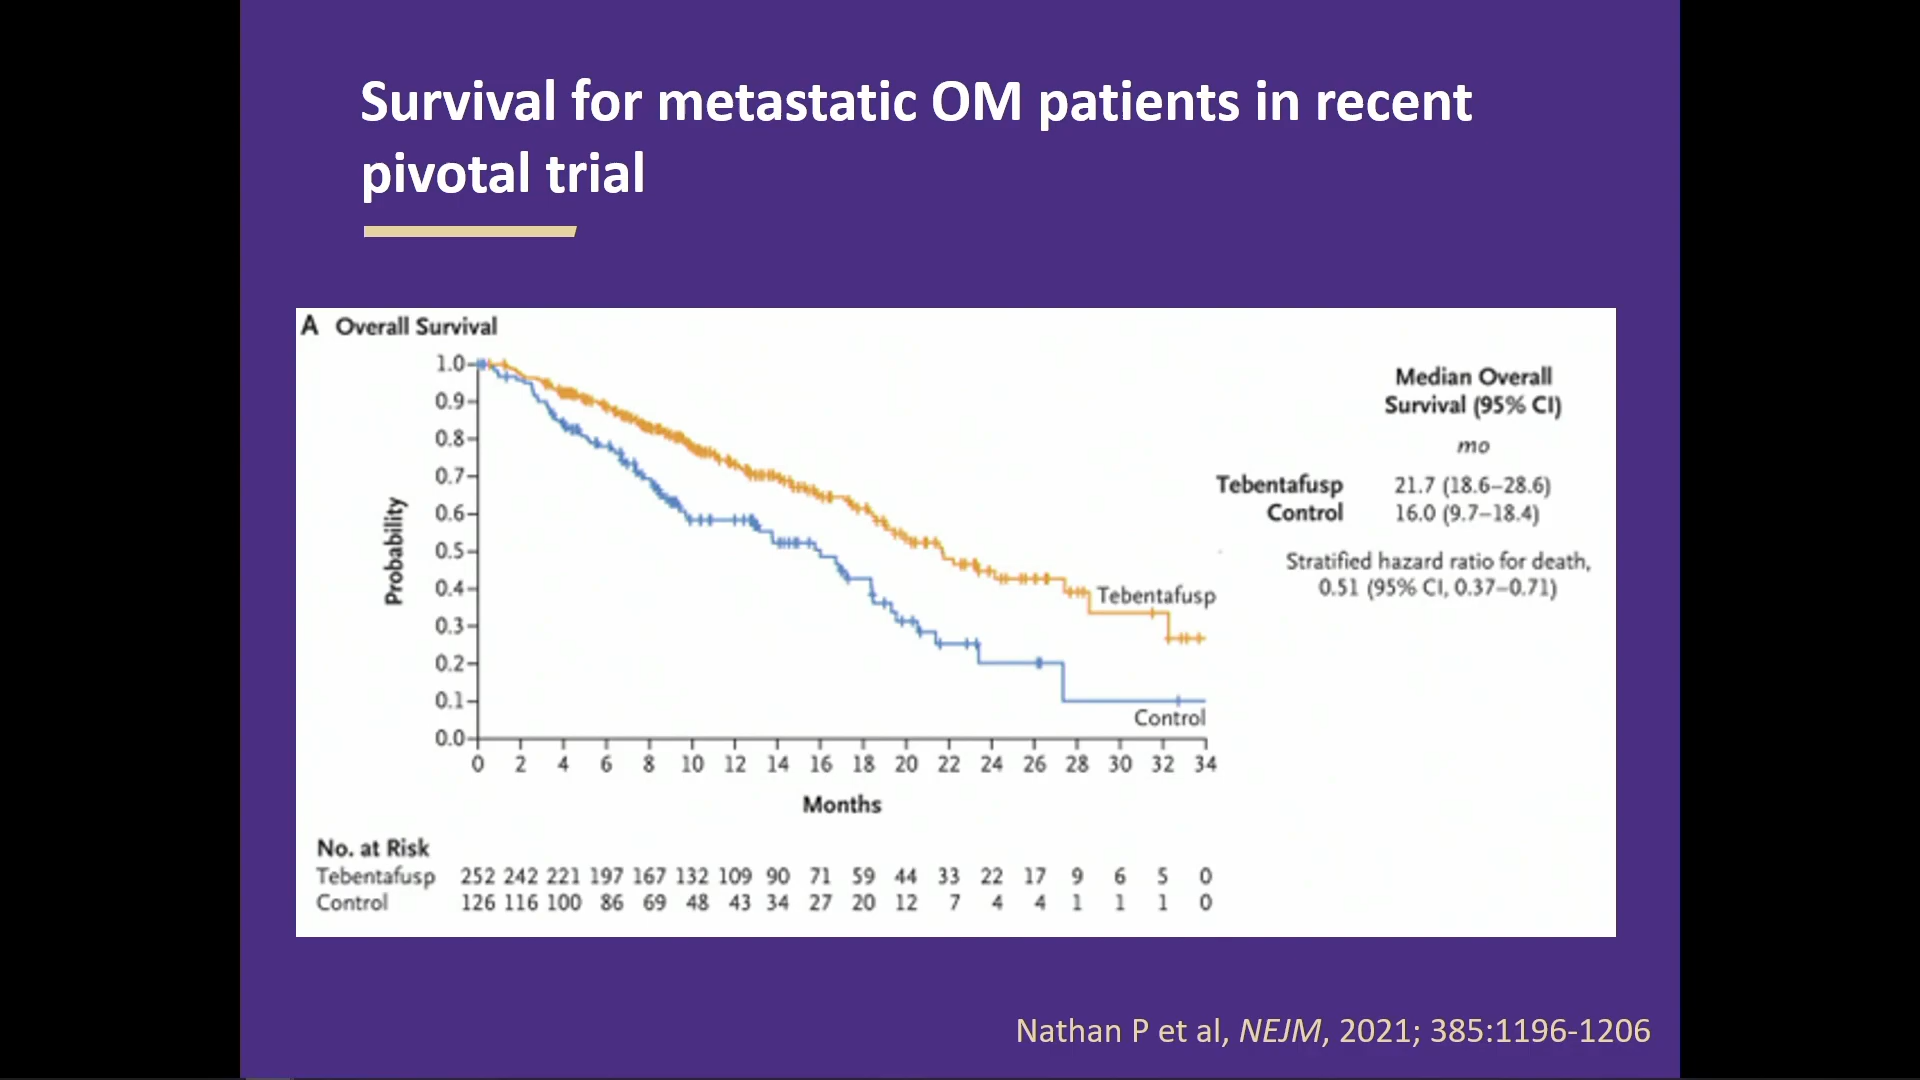 Survival for metastatic OM patients in recent
pivotal trial
A Overall Survival
1.0
0.9
0.8
0.7
0.6
0.5
0.4
0.3
0.2
0.1
0.0
Probability
0 2 4 6 8 10 12 14 16 18 20 22 24 26 28 30 32 34
Months
Tebentafusp
Control
Median Overall
Survival (95% CI)
mo
Tebentafusp 21.7 (18.6–28.6)
Control 16.0 (9.7–18.4)
Stratified hazard ratio for death,
0.51 (95% CI, 0.37–0.71)
No. at Risk
Tebentafusp 252 242 221 197 167 132 109 90 71 59 44 33 22 17 9 6 5 0
Control 126 116 100 86 69 48 43 34 27 20 12 7 4 4 1 1 1 0
Nathan P et al, NEJM, 2021; 385:1196-1206